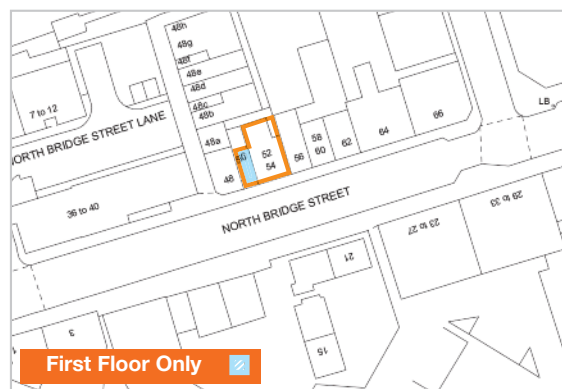 48h
48g
48f
48e
48d
48c
48b
48a
7 to 12
NORTH BRIDGE STREET LANE
LB
66
64
58
60
62
56
52
54
48
36 to 40
NORTH BRIDGE STREET
23 to 27
29 to 33
21
15
3
First Floor Only